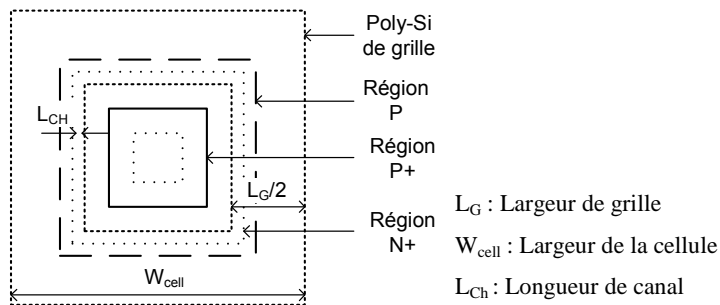 Poly-Si
de grille
Région
P
L_CH
Région
P+
L_G/2
L_G : Largeur de grille
Région
N+
W_cell : Largeur de la cellule
W_cell
L_Ch : Longueur de canal